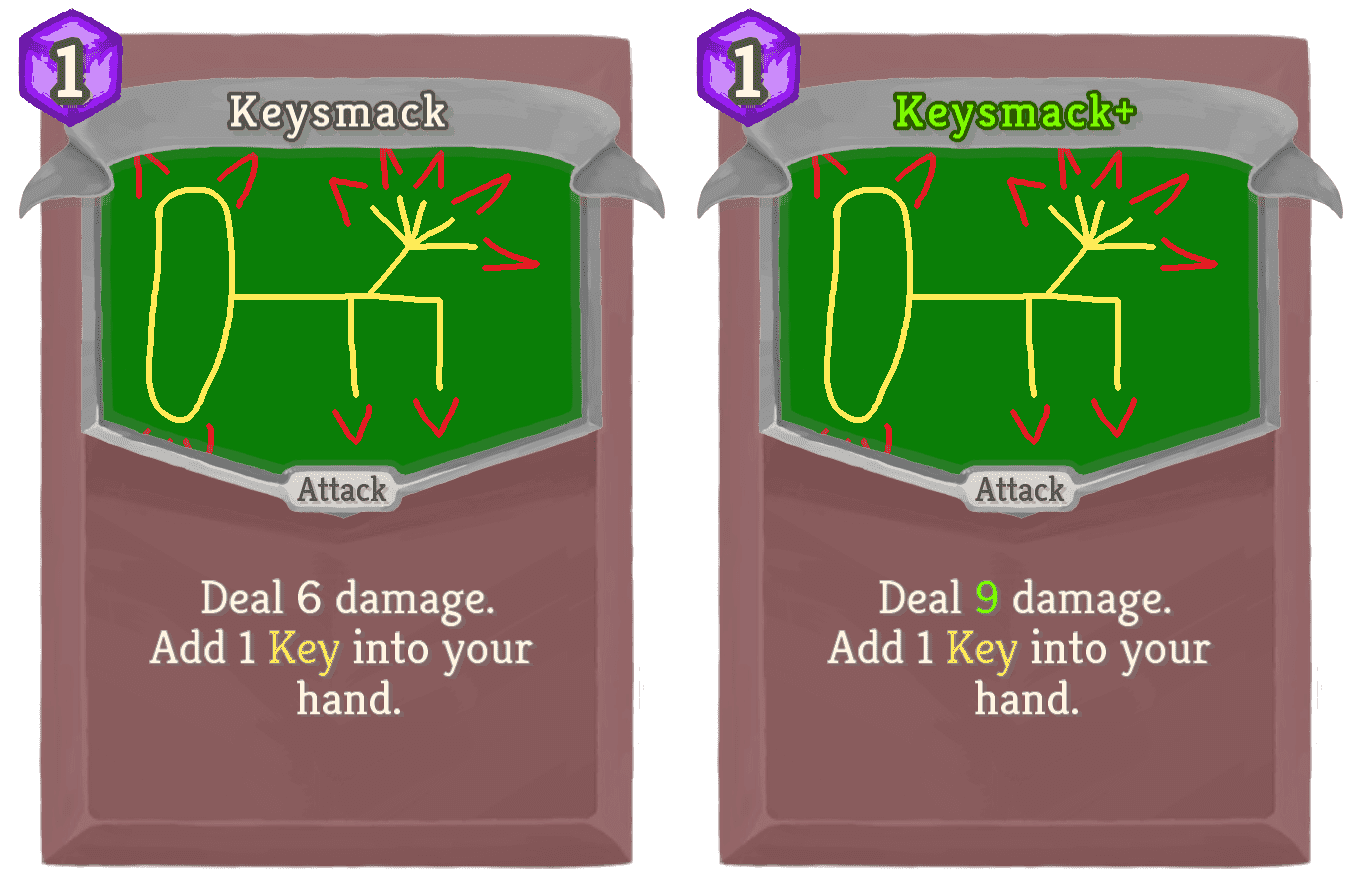 1
Keysmack
Attack
Deal 6 damage.
Add 1 Key into your
hand.
1
Keysmack+
Attack
Deal 9 damage.
Add 1 Key into your
hand.